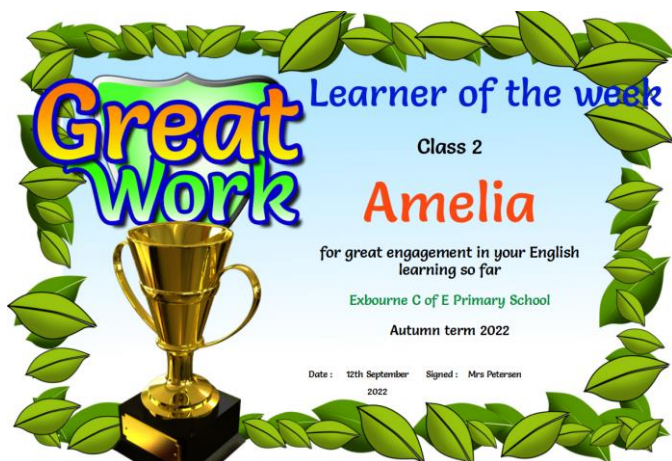 Great
Work
Learner of the week
Class 2
Amelia
for great engagement in your English
learning so far
Exbourne C of E Primary School
Autumn term 2022
Date : 12th September Signed : Mrs Petersen
2022